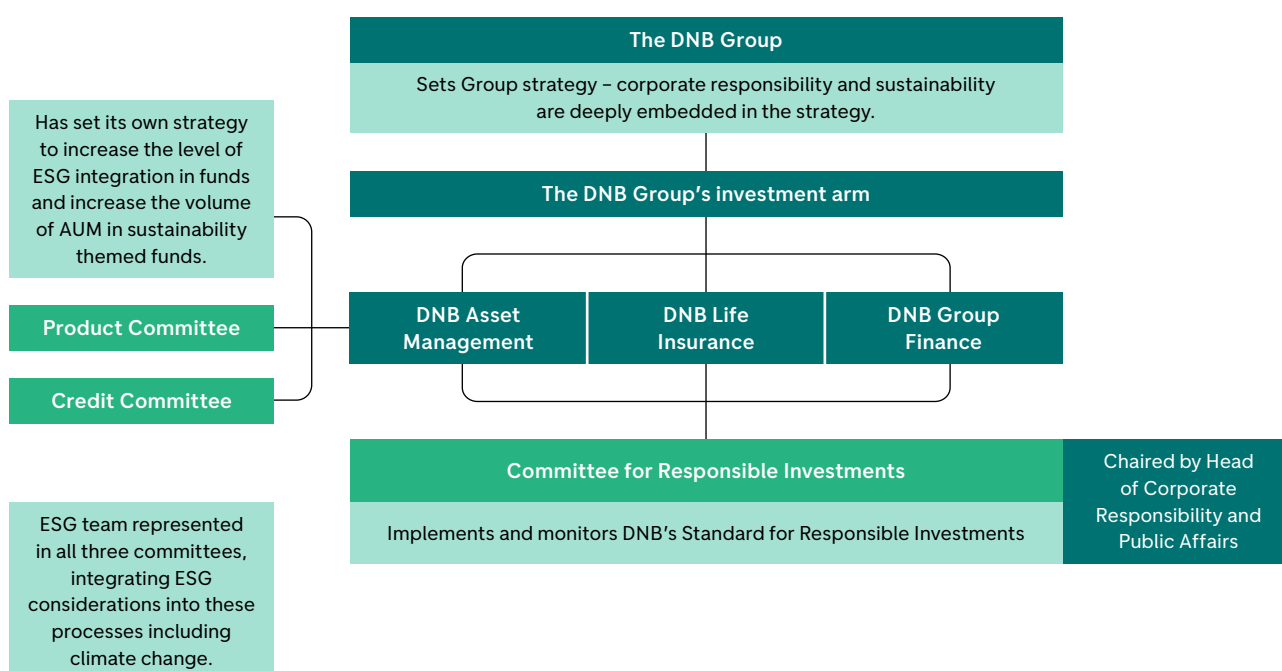 The DNB Group
Sets Group strategy – corporate responsibility and sustainability
are deeply embedded in the strategy.
Has set its own strategy
to increase the level of
ESG integration in funds
and increase the volume
of AUM in sustainability
themed funds.
The DNB Group’s investment arm
Product Committee
Credit Committee
DNB Asset
Management
DNB Life
Insurance
DNB Group
Finance
Committee for Responsible Investments
Implements and monitors DNB’s Standard for Responsible Investments
Chaired by Head
of Corporate
Responsibility and
Public Affairs
ESG team represented
in all three committees,
integrating ESG
considerations into these
processes including
climate change.